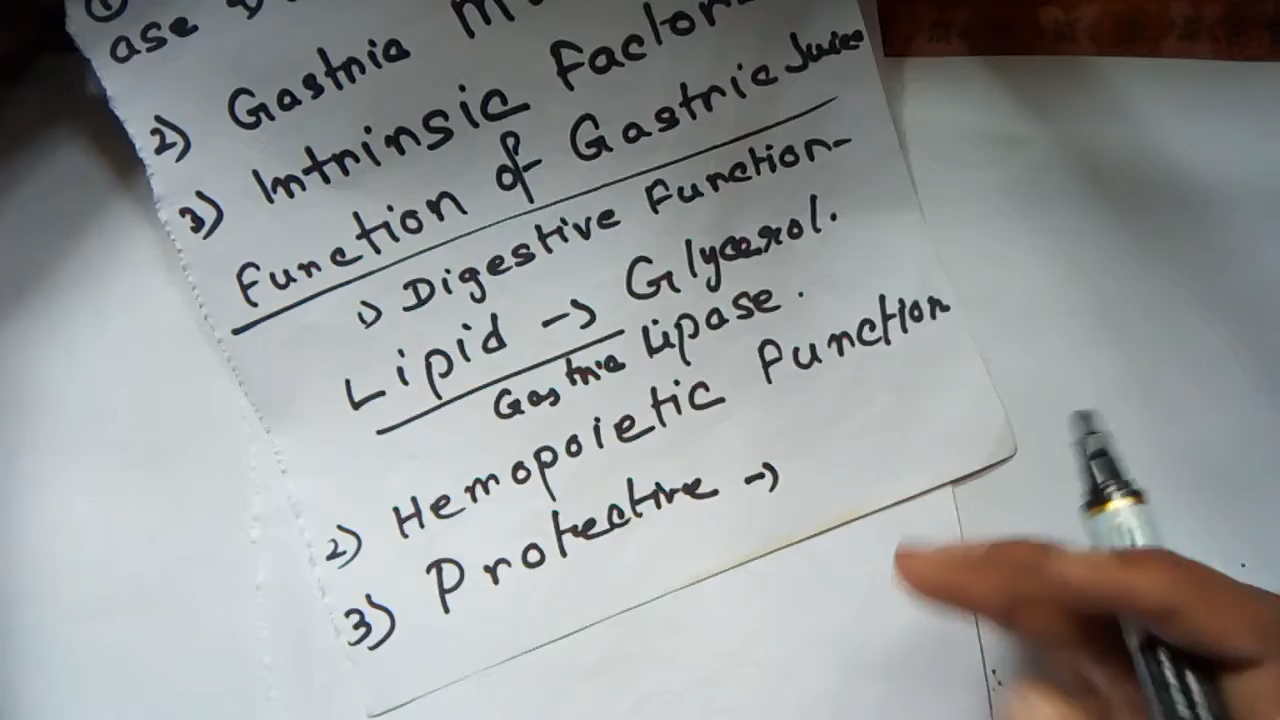 ase
2) Gastric
3) Intrinsic Factor-
Function of Gastric Juice
1) Digestive Function-
Lipid → Glycerol.
Gastric Lipase.
2) Hemopoietic Function
3) Protective →